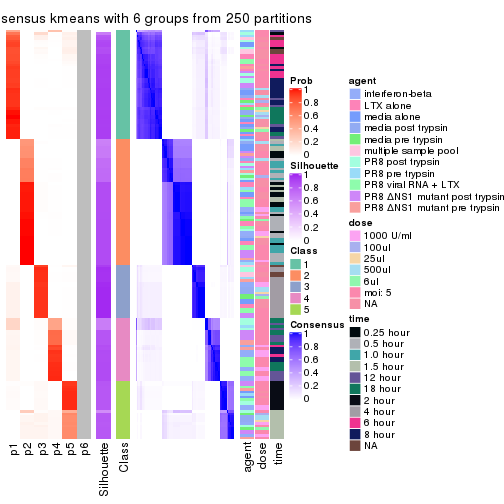 sensus kmeans with 6 groups from 250 partitions
Prob
1
0.8
0.6
0.4
0.2
0
Silhouette
1
0.8
0.6
0.4
0.2
0
Class
1
2
3
4
5
Consensus
1
0.8
0.6
0.4
0.2
0
agent
interferon-beta
LTX alone
media alone
media post trypsin
media pre trypsin
multiple sample pool
PR8 post trypsin
PR8 pre trypsin
PR8 viral RNA + LTX
PR8 ΔNS1 mutant post trypsin
PR8 ΔNS1 mutant pre trypsin
dose
1000 U/ml
100ul
25ul
500ul
6ul
moi: 5
NA
time
0.25 hour
0.5 hour
1.0 hour
1.5 hour
12 hour
18 hour
2 hour
4 hour
6 hour
8 hour
NA
p1
p2
p3
p4
p5
p6
Silhouette
Class
agent
dose
time